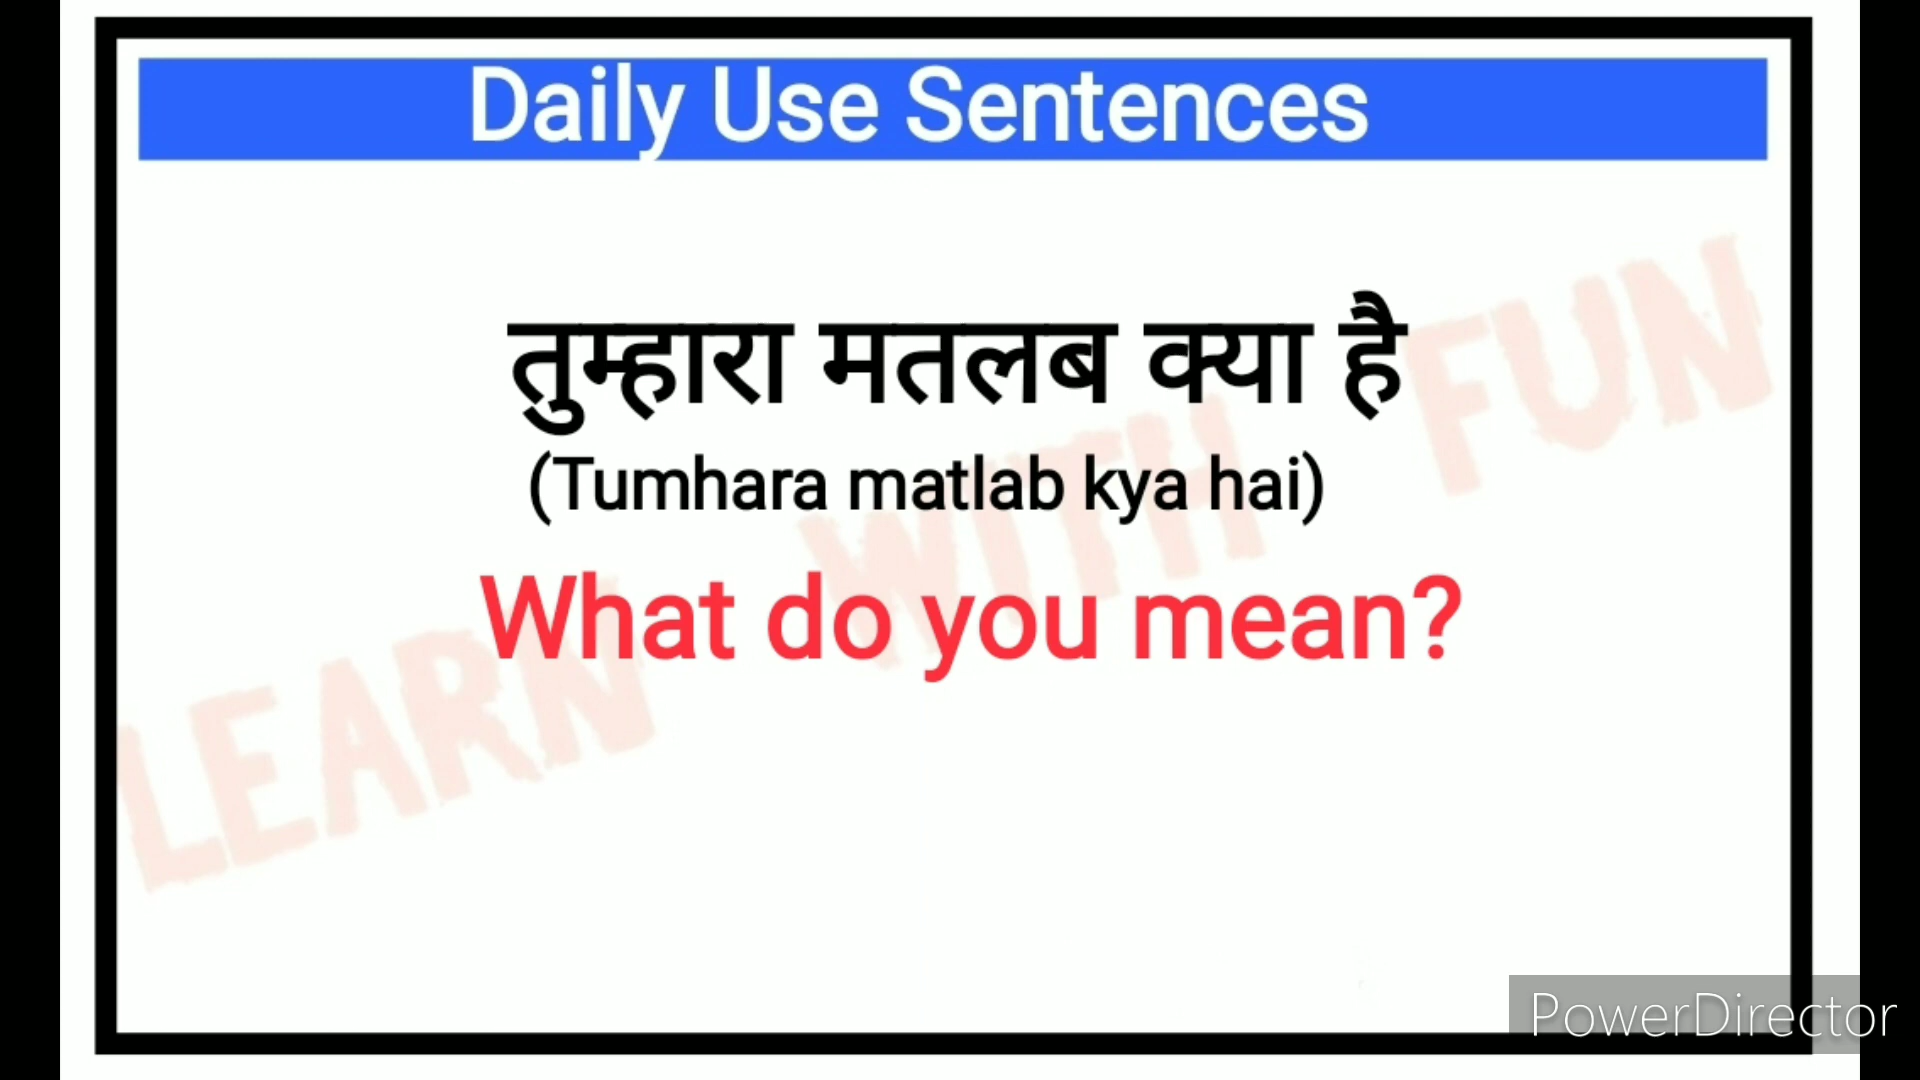 Daily Use Sentences
तुम्हारा मतलब क्या है
(Tumhara matlab kya hai)
What do you mean?
LEARN WITH FUN
PowerDirector